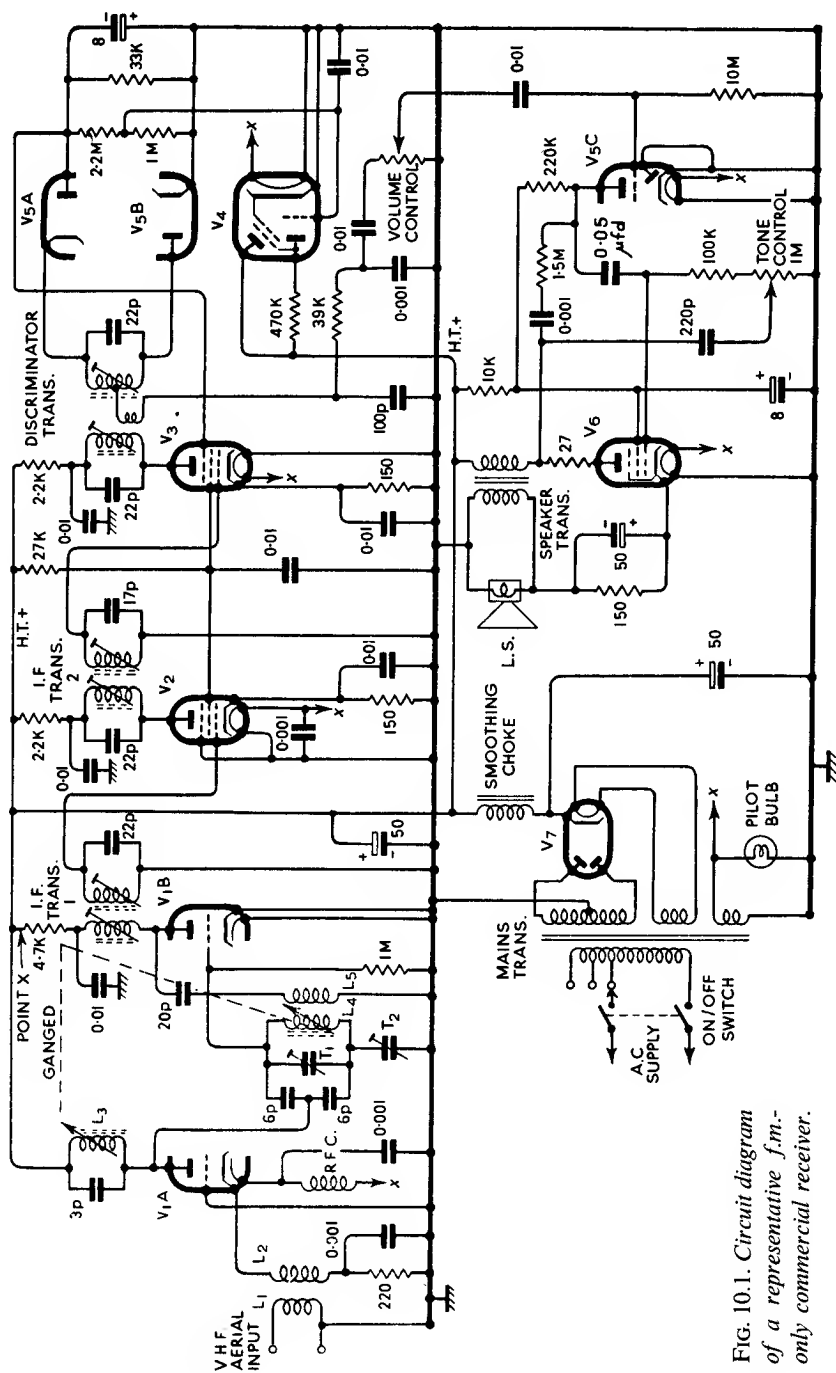 VHF
AERIAL
INPUT
L1
L2
220
0·001
V1A
R.F.C.
0·001
x
3p
L3
GANGED
POINT X
4·7K
0·01
I.F. TRANS.
1
22p
V1B
20p
6p
6p
T1
T2
L4
L5
1M
+
-
50
H.T.+
2·2K
0·01
22p
I.F. TRANS.
2
17p
V2
0·001
x
150
0·01
27K
0·01
2·2K
0·01
22p
DISCRIMINATOR
TRANS.
22p
V3
x
0·01
150
100p
V5A
V5B
8
-
+
33K
2·2M
1M
0·01
V4
x
470K
39K
0·01
0·001
VOLUME
CONTROL
0·01
H.T.+
10K
220K
V5C
x
10M
1·5M
0·001
0·05
µfd
100K
TONE CONTROL
1M
220p
27
V6
x
8
+
-
SPEAKER
TRANS.
L.S.
50
-
+
150
SMOOTHING
CHOKE
V7
+
-
50
MAINS
TRANS.
x
PILOT
BULB
A.C.
SUPPLY
ON/OFF
SWITCH
FIG. 10.1. Circuit diagram
of a representative f.m.-
only commercial receiver.